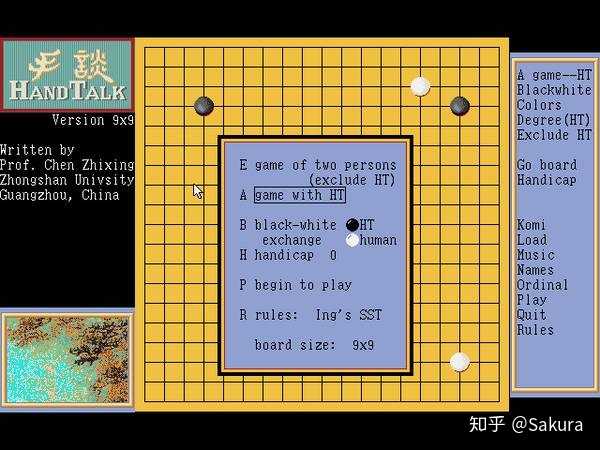 手談
HANDTALK
Version 9x9
Written by
Prof. Chen Zhixing
Zhongshan Univsity
Guangzhou, China
E game of two persons
(exclude HT)
A game with HT
B black-white HT
exchange human
H handicap 0
P begin to play
R rules: Ing's SST
board size: 9x9
A game--HT
Blackwhite
Colors
Degree(HT)
Exclude HT
Go board
Handicap
Komi
Load
Music
Names
Ordinal
Play
Quit
Rules
知乎 @Sakura